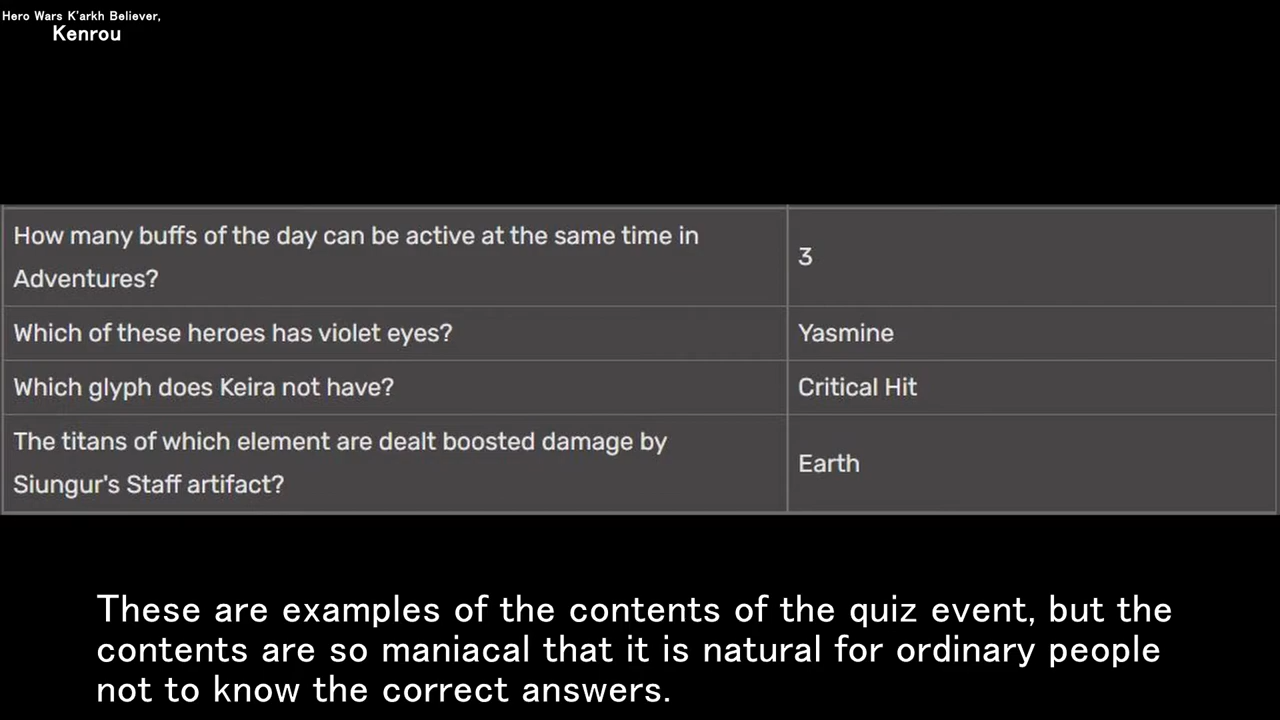 Hero Wars K'arkh Believer,
Kenrou
How many buffs of the day can be active at the same time in
Adventures?
3
Which of these heroes has violet eyes?
Yasmine
Which glyph does Keira not have?
Critical Hit
The titans of which element are dealt boosted damage by
Siungur's Staff artifact?
Earth
These are examples of the contents of the quiz event, but the
contents are so maniacal that it is natural for ordinary people
not to know the correct answers.